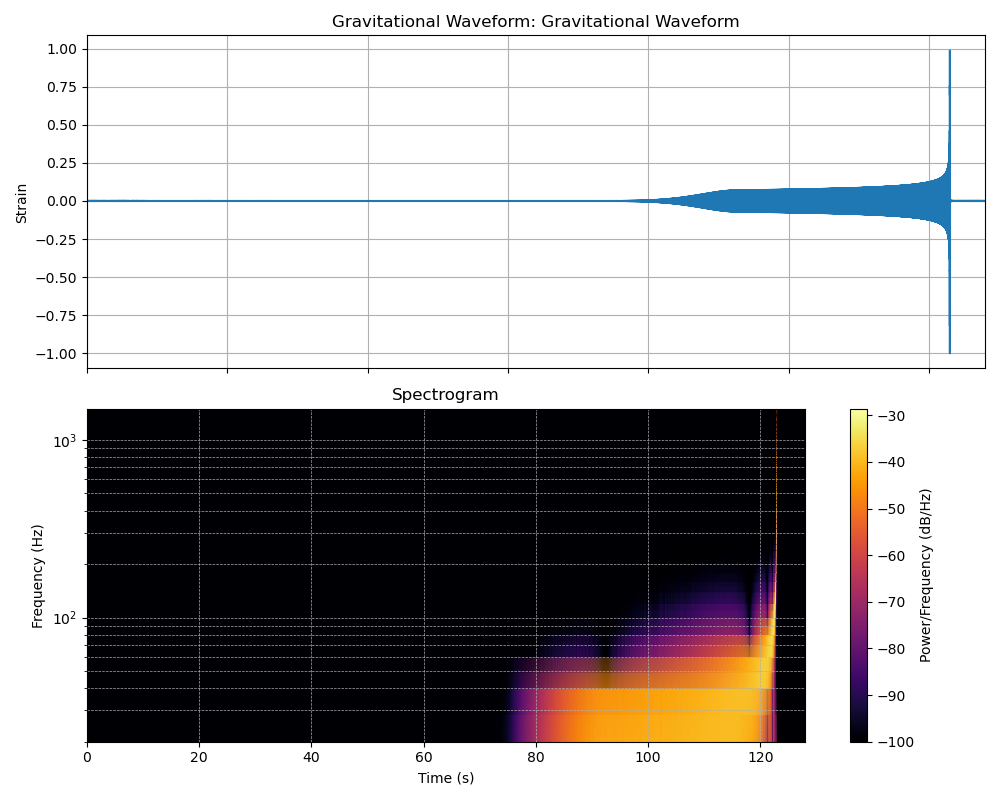 Gravitational Waveform: Gravitational Waveform
1.00
0.75
0.50
0.25
0.00
−0.25
−0.50
−0.75
−1.00
Strain
Spectrogram
10³
10²
Frequency (Hz)
0 20 40 60 80 100 120
Time (s)
−30
−40
−50
−60
−70
−80
−90
−100
Power/Frequency (dB/Hz)